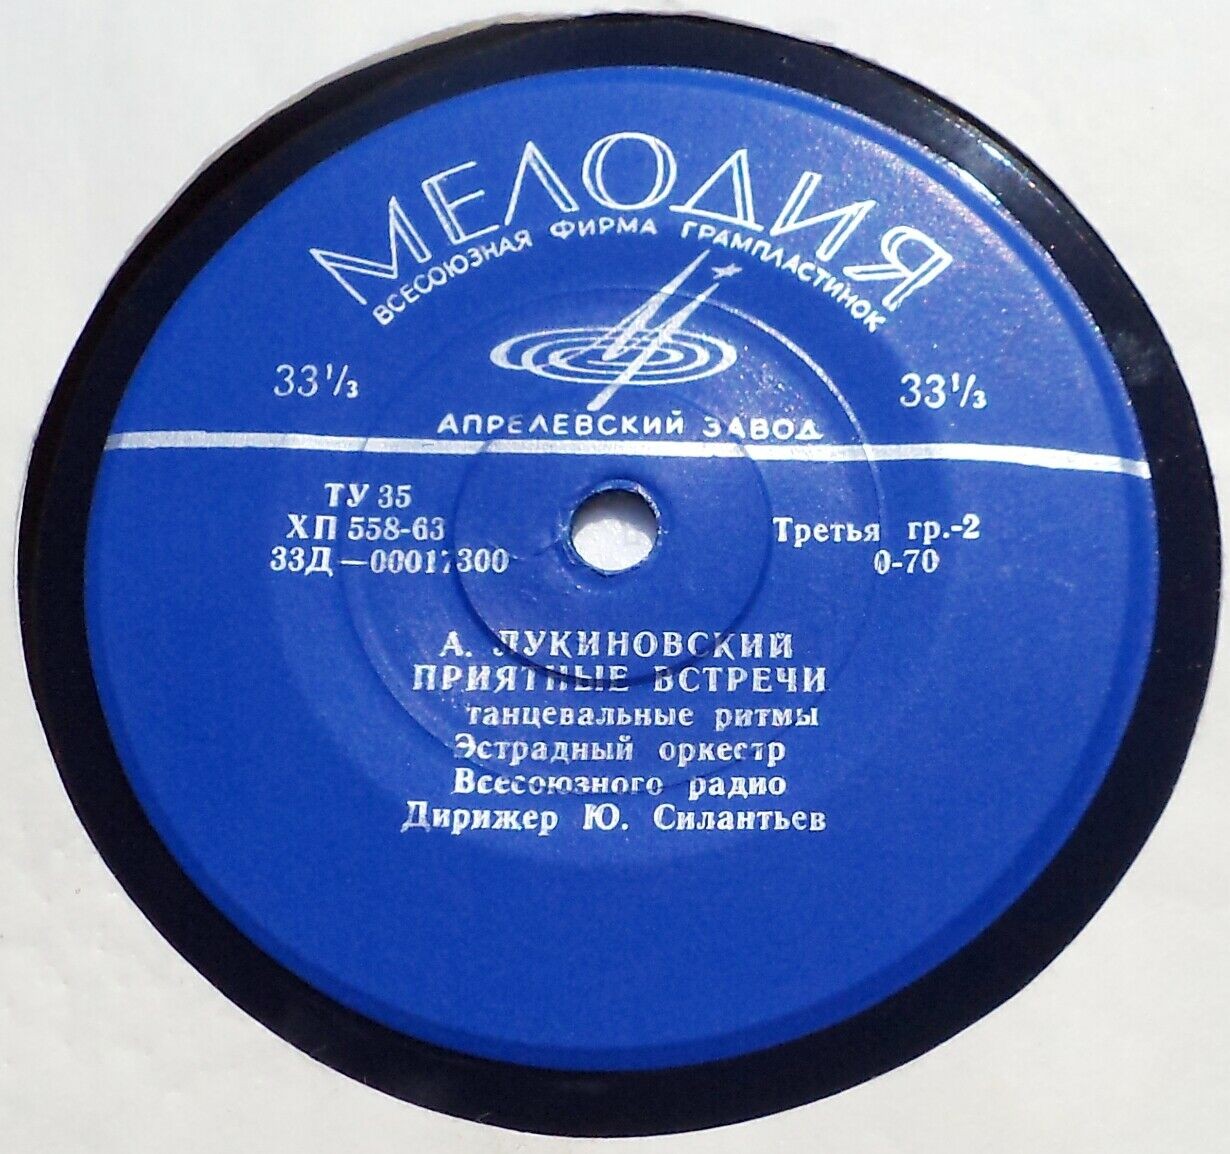 МЕЛОДИЯ
ВСЕСОЮЗНАЯ ФИРМА ГРАМПЛАСТИНОК
33⅓ 33⅓
АПРЕЛЕВСКИЙ ЗАВОД
ТУ 35
ХП 558-63 Третья гр.-2
33Д—00017300 0-70
А. ЛУКИНОВСКИЙ
ПРИЯТНЫЕ ВСТРЕЧИ
танцевальные ритмы
Эстрадный оркестр
Всесоюзного радио
Дирижер Ю. Силантьев